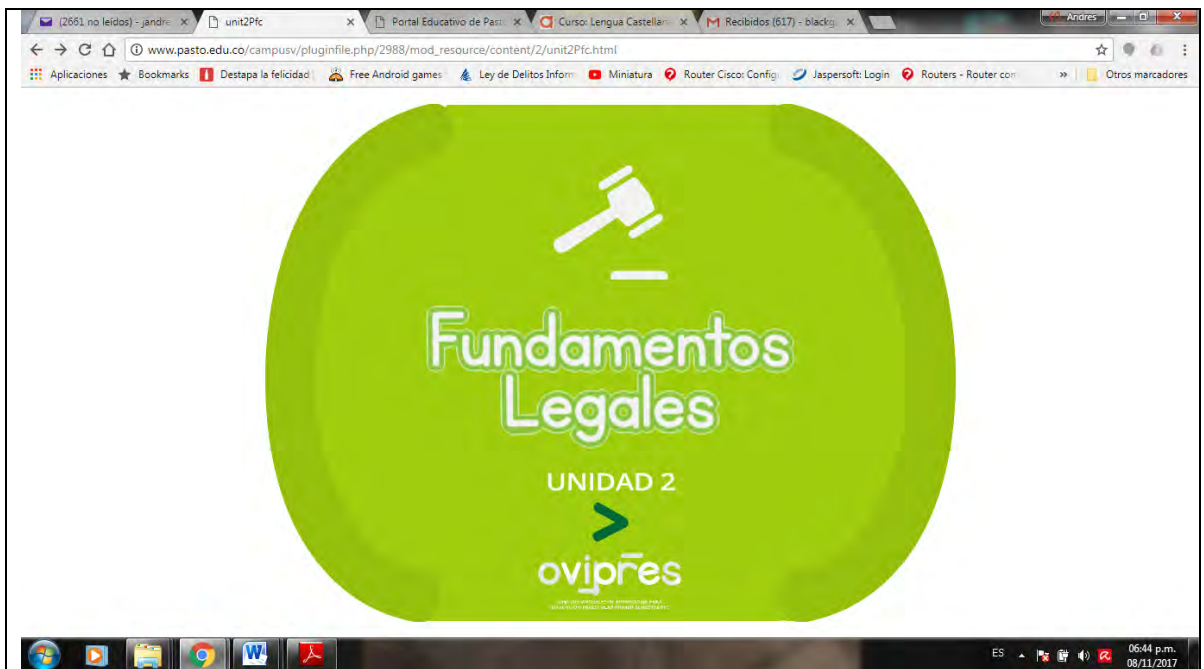 (2661 no leídos) - jandre
unit2Pfc
Portal Educativo de Past
Curso: Lengua Castellan
Recibidos (617) - blackg
Andres
www.pasto.edu.co/campusv/pluginfile.php/2988/mod_resource/content/2/unit2Pfc.html
Aplicaciones
Bookmarks
Destapa la felicidad
Free Android games
Ley de Delitos Inform
Miniatura
Router Cisco: Config
Jaspersoft: Login
Routers - Router con
»
Otros marcadores
Fundamentos
Legales
UNIDAD 2
>
ovipres
ES
06:44 p.m.
08/11/2017